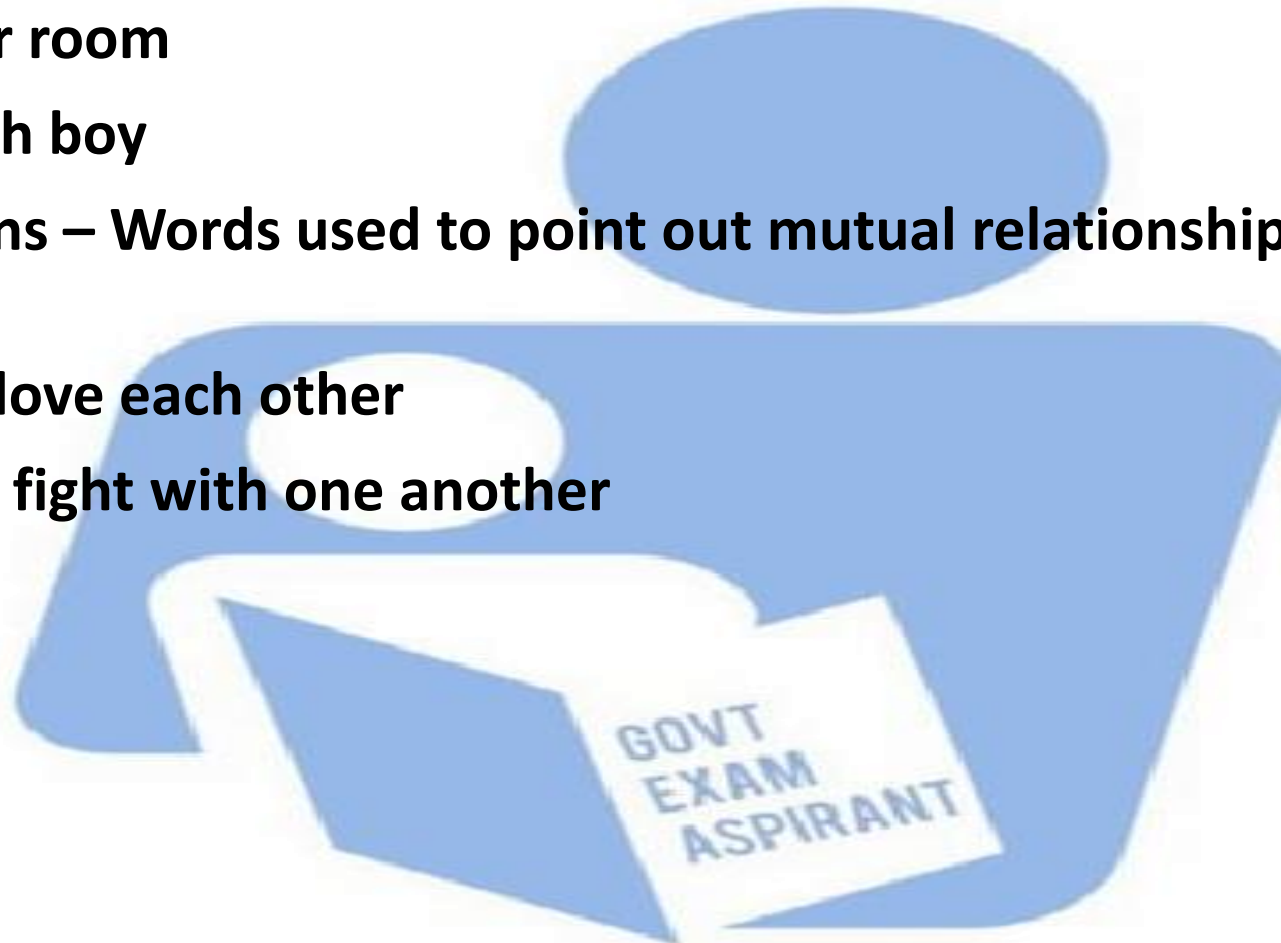 r room
h boy
ns – Words used to point out mutual relationship
love each other
fight with one another
GOVT
EXAM
ASPIRANT